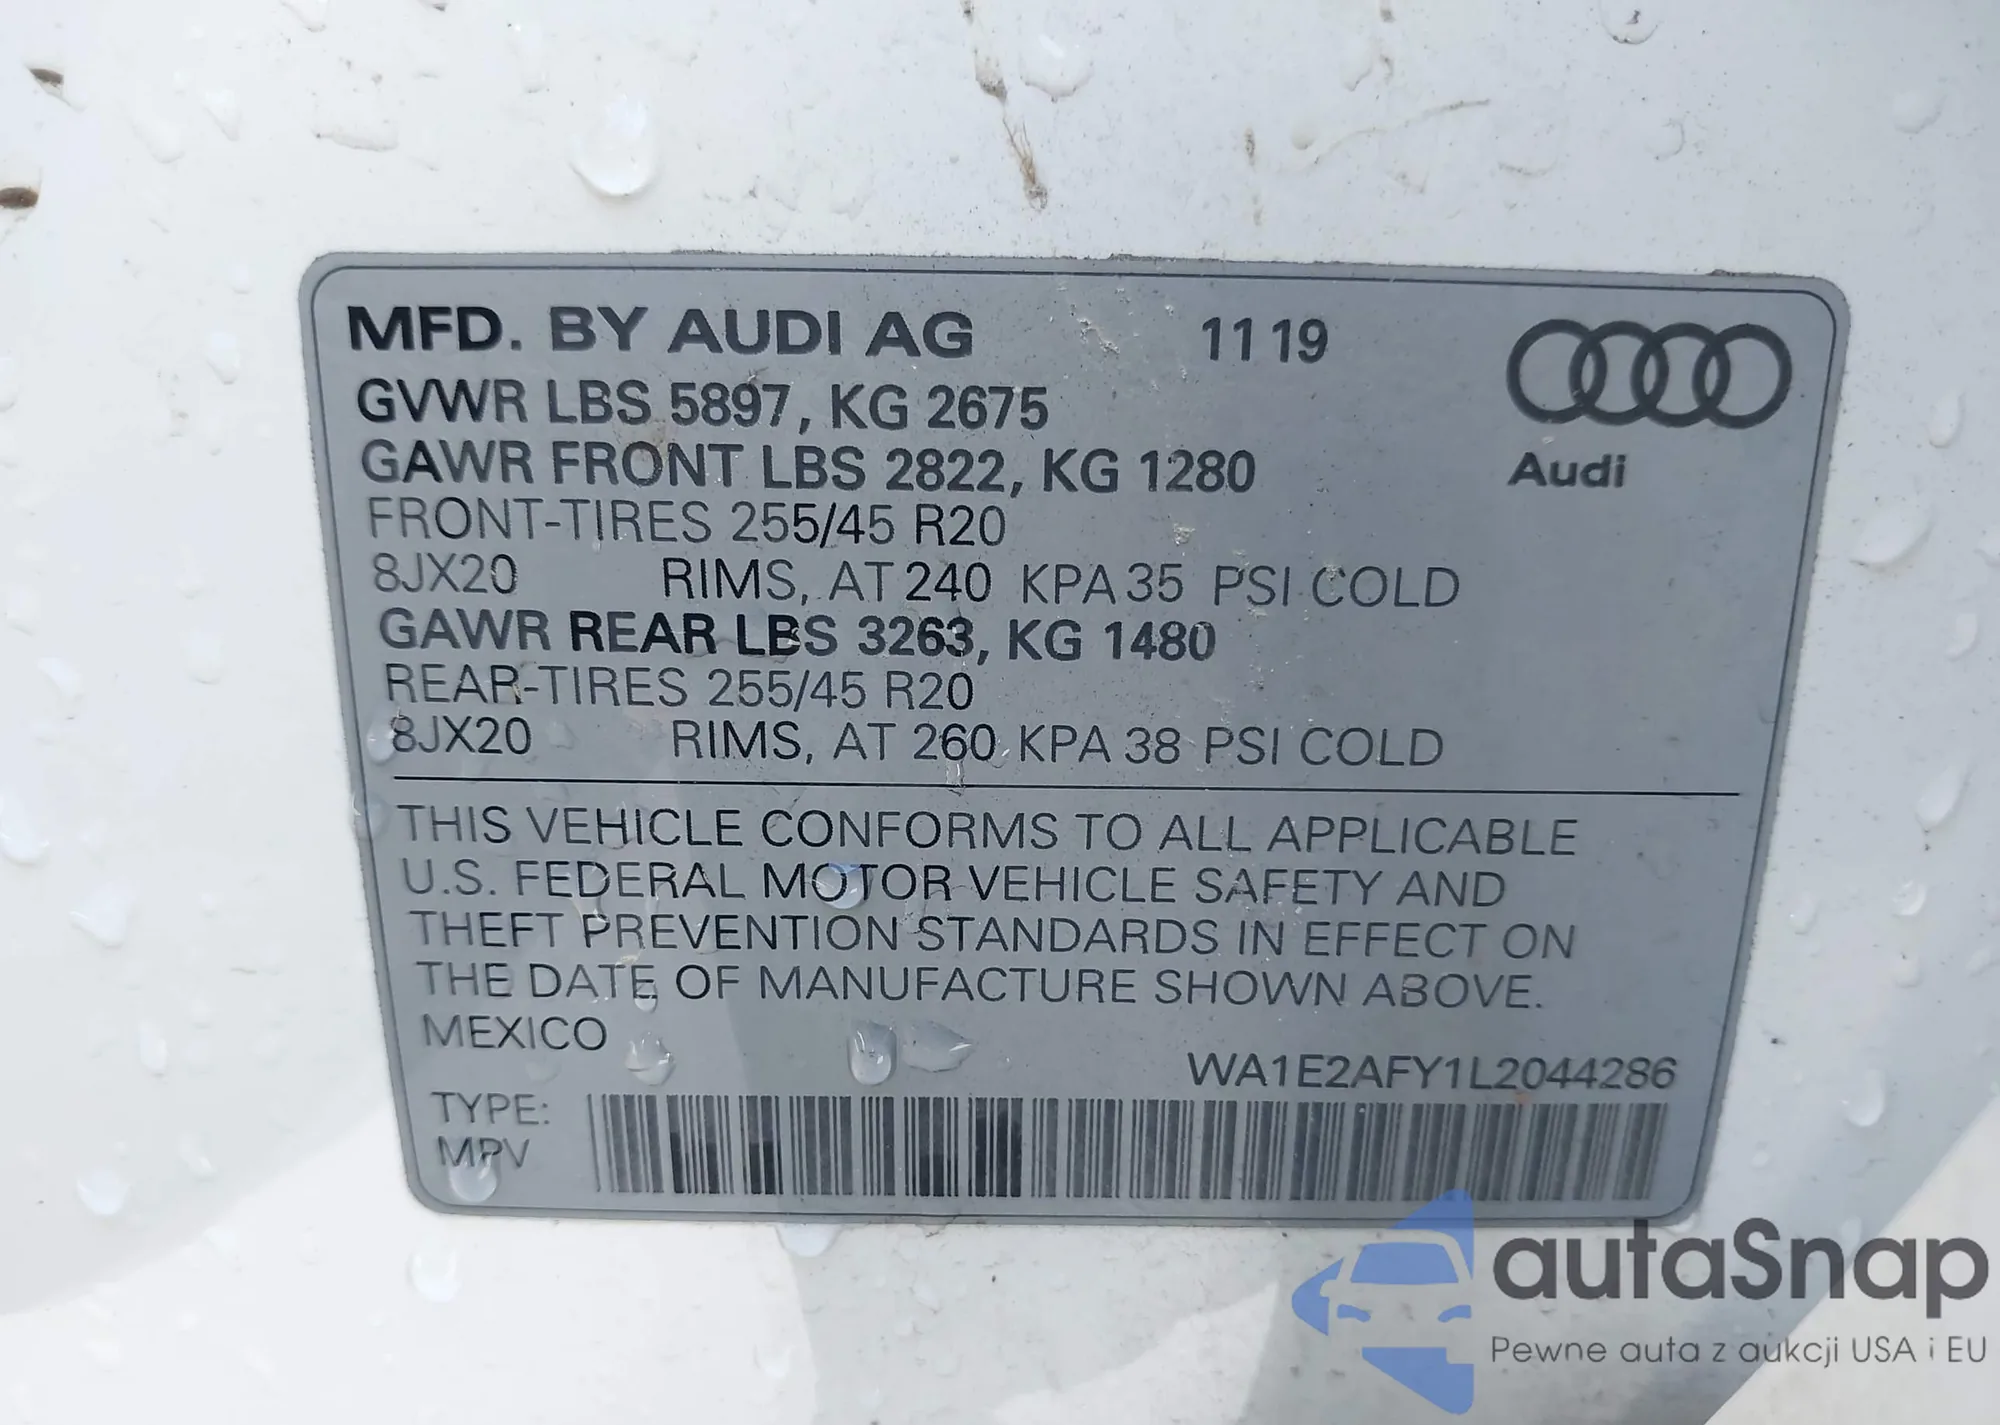 MFD. BY AUDI AG 11 19
GVWR LBS 5897, KG 2675
GAWR FRONT LBS 2822, KG 1280
Audi
FRONT-TIRES 255/45 R20
8JX20 RIMS, AT 240 KPA 35 PSI COLD
GAWR REAR LBS 3263, KG 1480
REAR-TIRES 255/45 R20
8JX20 RIMS, AT 260 KPA 38 PSI COLD
THIS VEHICLE CONFORMS TO ALL APPLICABLE
U.S. FEDERAL MOTOR VEHICLE SAFETY AND
THEFT PREVENTION STANDARDS IN EFFECT ON
THE DATE OF MANUFACTURE SHOWN ABOVE.
MEXICO
WA1E2AFY1L2044286
TYPE:
MPV
autaSnap
Pewne auta z aukcji USA i EU